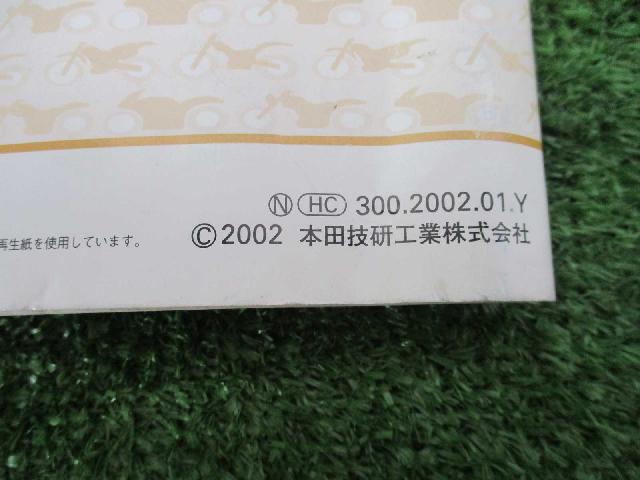 Ⓝ HC 300.2002.01.Y
©2002 本田技研工業株式会社
再生紙を使用しています。